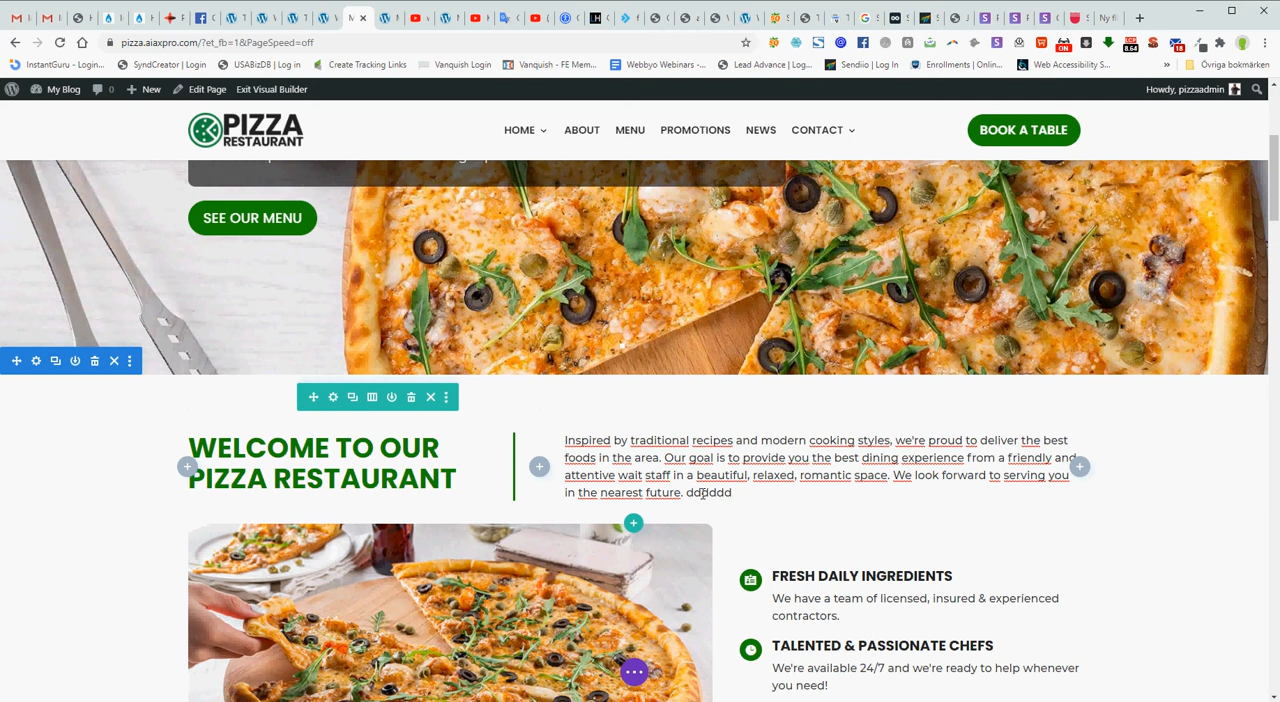 pizza.aiaxpro.com/?et_fb=1&PageSpeed=off
InstantGuru - Login...
SyndCreator | Login
USABizDB | Log in
Create Tracking Links
Vanquish Login
Vanquish - FE Mem...
Webbyo Webinars -...
Lead Advance | Log...
Sendiio | Log In
Enrollments | Onlin...
Web Accessibility S...
»
Övriga bokmärken
My Blog
0
New
Edit Page
Exit Visual Builder
Howdy, pizzaadmin
PIZZA
RESTAURANT
HOME
ABOUT
MENU
PROMOTIONS
NEWS
CONTACT
BOOK A TABLE
SEE OUR MENU
WELCOME TO OUR
PIZZA RESTAURANT
Inspired by traditional recipes and modern cooking styles, we're proud to deliver the best
foods in the area. Our goal is to provide you the best dining experience from a friendly and
attentive wait staff in a beautiful, relaxed, romantic space. We look forward to serving you
in the nearest future. dddddd
FRESH DAILY INGREDIENTS
We have a team of licensed, insured & experienced
contractors.
TALENTED & PASSIONATE CHEFS
We're available 24/7 and we're ready to help whenever
you need!